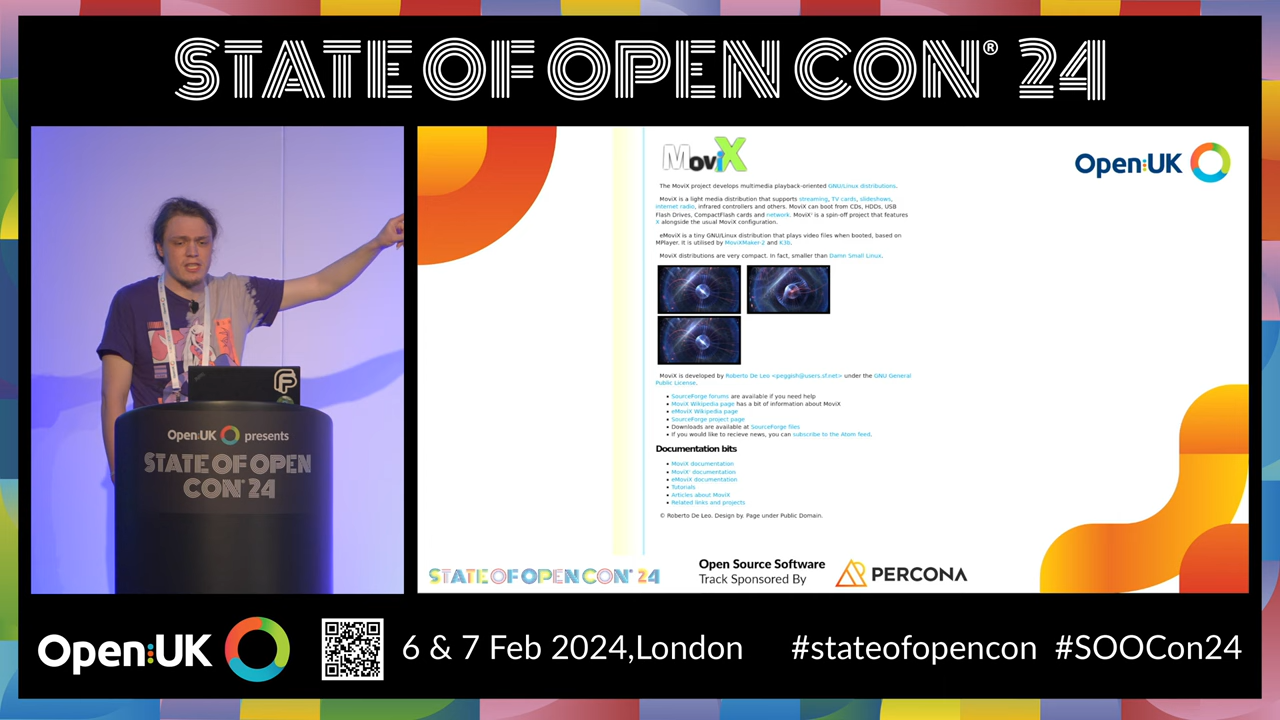 STATE OF OPEN CON® 24
MoviX
Open:UK
The MoviX project develops multimedia playback-oriented GNU/Linux distributions.
MoviX is a light media distribution that supports streaming, TV cards, slideshows,
internet radio, infrared controllers and others. MoviX can boot from CDs, HDDs, USB
Flash Drives, CompactFlash cards and network. MoviX' is a spin-off project that features
X alongside the usual MoviX configuration.
eMoviX is a tiny GNU/Linux distribution that plays video files when booted, based on
MPlayer. It is utilised by MoviXMaker-2 and K3b.
MoviX distributions are very compact. In fact, smaller than Damn Small Linux.
MoviX is developed by Roberto De Leo <peggish@users.sf.net> under the GNU General
Public License.
• SourceForge forums are available if you need help
• MoviX Wikipedia page has a bit of information about MoviX
• eMoviX Wikipedia page
• SourceForge project page
• Downloads are available at SourceForge files
• If you would like to recieve news, you can subscribe to the Atom feed.
Documentation bits
• MoviX documentation
• MoviX' documentation
• eMoviX documentation
• Tutorials
• Articles about MoviX
• Related links and projects
© Roberto De Leo. Design by. Page under Public Domain.
STATE OF OPEN CON® 24
Open Source Software
Track Sponsored By
PERCONA
Open:UK presents
STATE OF OPEN
CON® 24
Open:UK
6 & 7 Feb 2024,London
#stateofopencon #SOOCon24